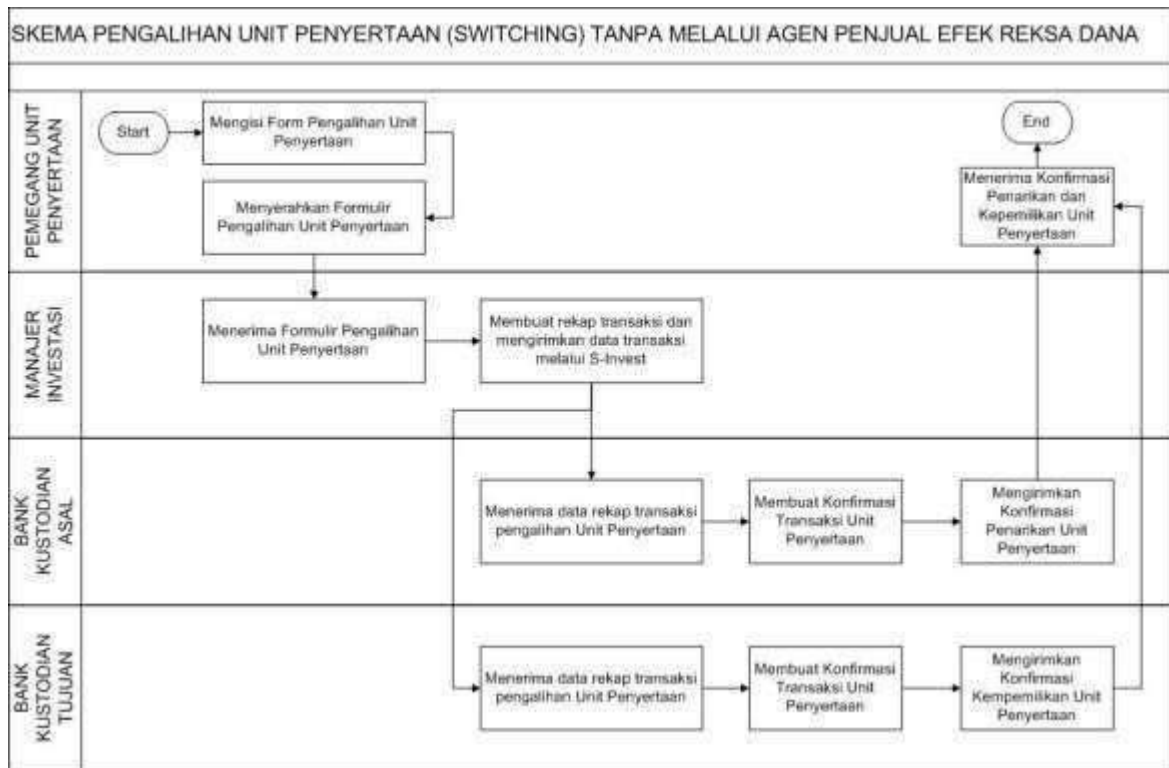 SKEMA PENGALIHAN UNIT PENYERTAAN (SWITCHING) TANPA MELALUI AGEN PENJUAL EFEK REKSA DANA
PEMEGANG UNIT
PENYERTAAN
Start
Mengisi Form Pengalihan Unit
Penyertaan
Menyerahkan Formulir
Pengalihan Unit Penyertaan
End
Menerima Konfirmasi
Penarikan dan
Kepemilikan Unit
Penyertaan
MANAJER
INVESTASI
Menerima Formulir Pengalihan
Unit Penyertaan
Membuat rekap transaksi dan
mengirimkan data transaksi
melalui S-Invest
BANK
KUSTODIAN
ASAL
Menerima data rekap transaksi
pengalihan Unit Penyertaan
Membuat Konfirmasi
Transaksi Unit
Penyertaan
Mengirimkan
Konfirmasi
Penarikan Unit
Penyertaan
BANK
KUSTODIAN
TUJUAN
Menerima data rekap transaksi
pengalihan Unit Penyertaan
Membuat Konfirmasi
Transaksi Unit
Penyertaan
Mengirimkan
Konfirmasi
Kempemilikan Unit
Penyertaan